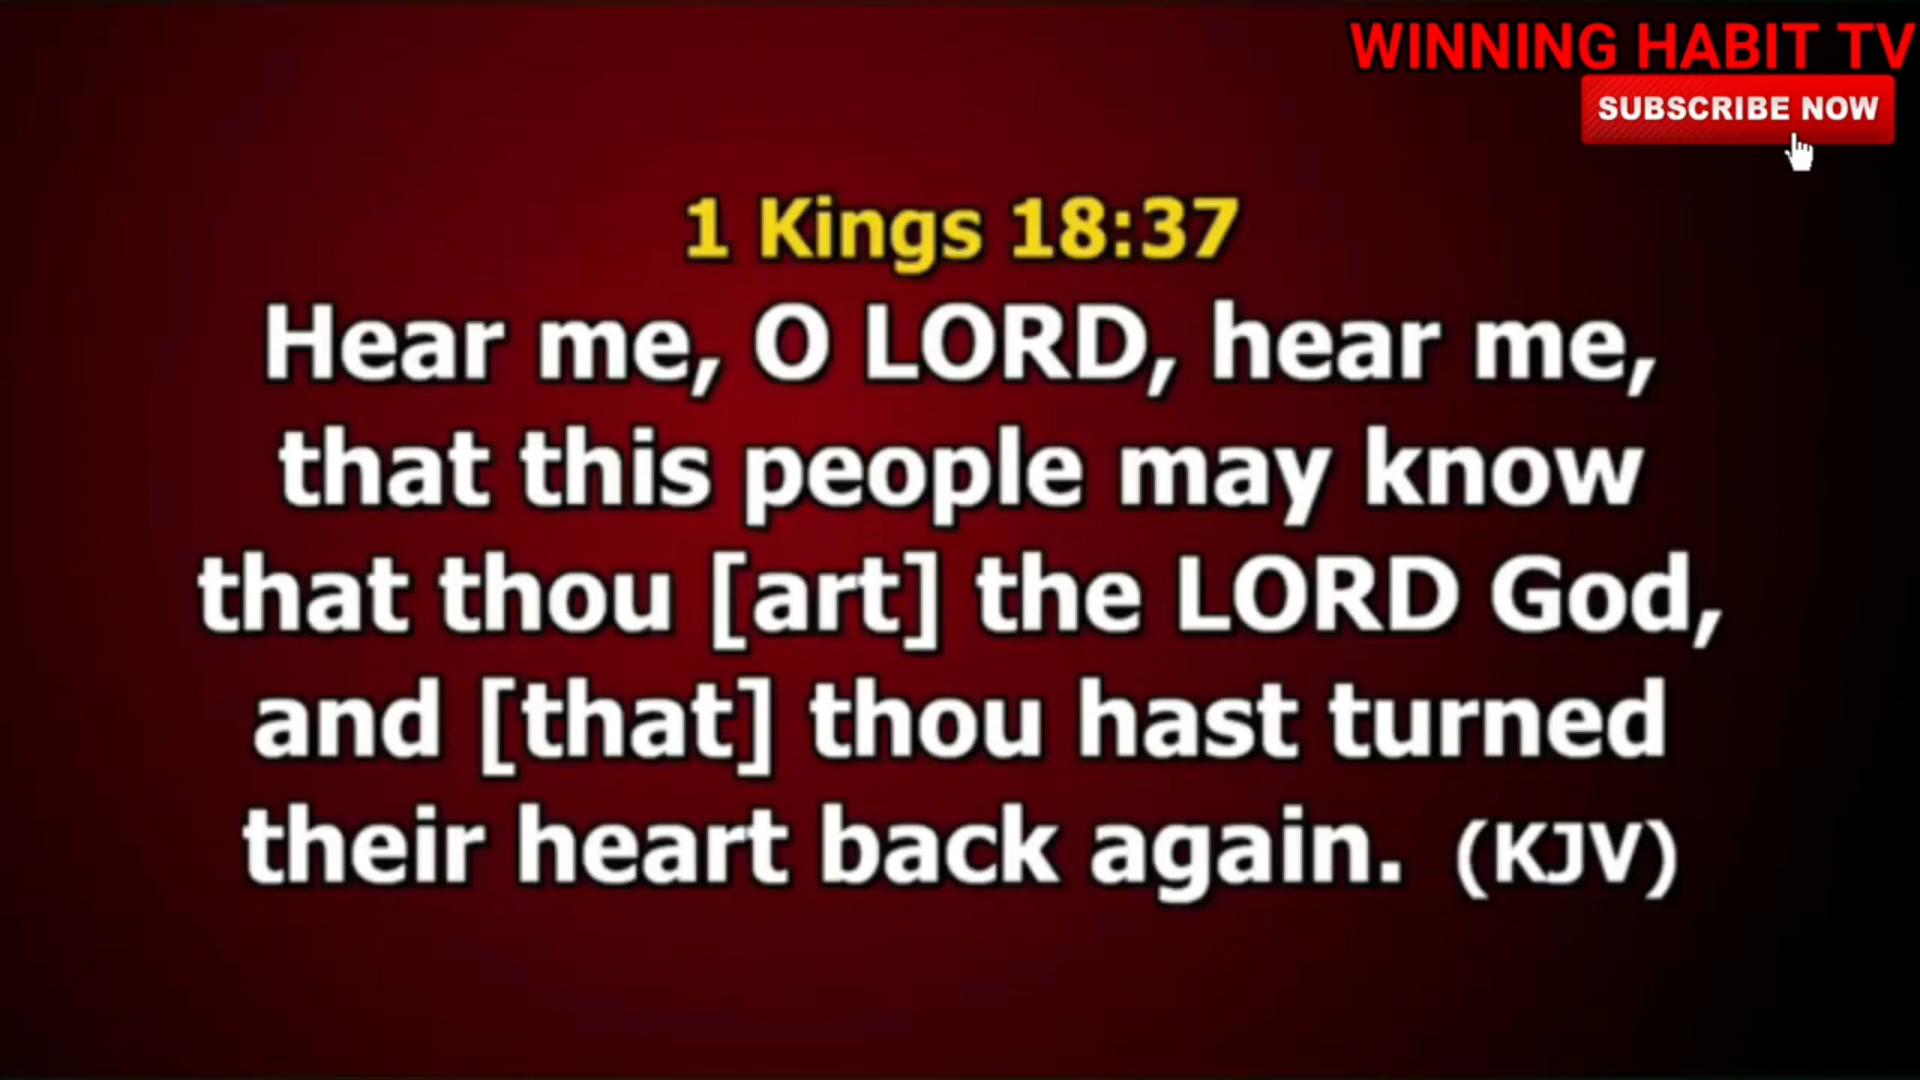 WINNING HABIT TV
SUBSCRIBE NOW
1 Kings 18:37
Hear me, O LORD, hear me,
that this people may know
that thou [art] the LORD God,
and [that] thou hast turned
their heart back again. (KJV)